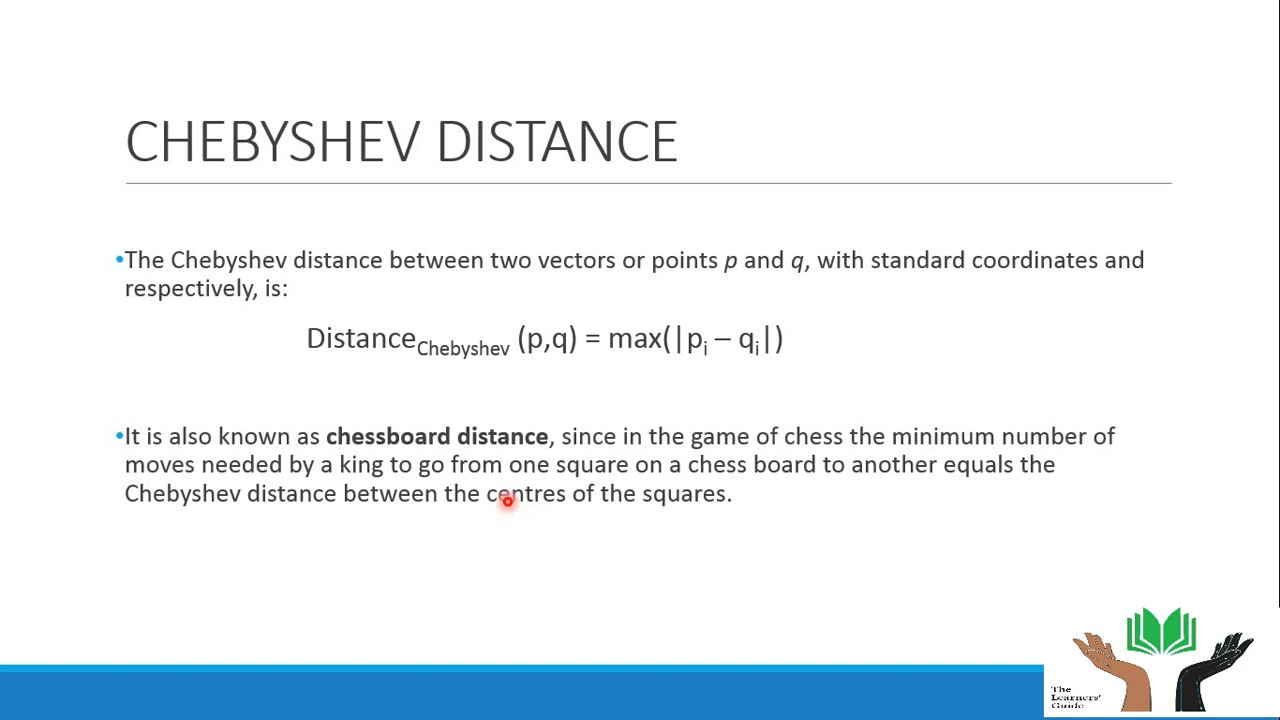 CHEBYSHEV DISTANCE
•The Chebyshev distance between two vectors or points p and q, with standard coordinates and
respectively, is:
Distance_Chebyshev (p,q) = max(|p_i – q_i|)
•It is also known as chessboard distance, since in the game of chess the minimum number of
moves needed by a king to go from one square on a chess board to another equals the
Chebyshev distance between the centres of the squares.
The
Learners'
Guide